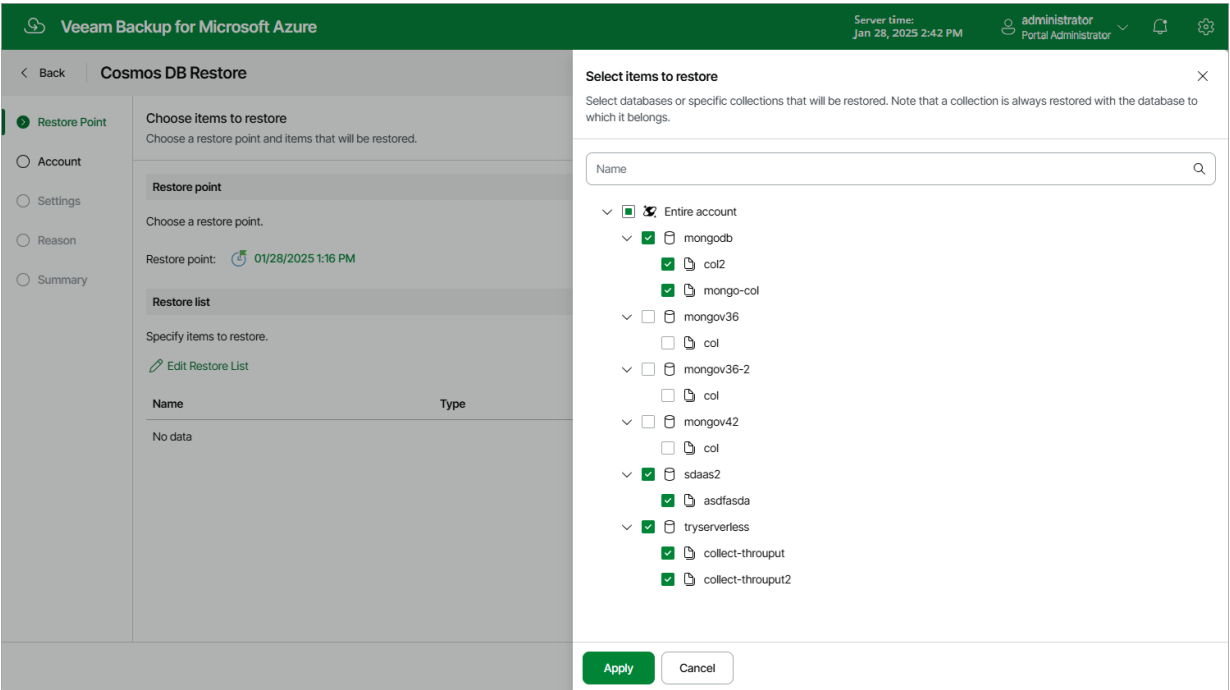 Veeam Backup for Microsoft Azure
Server time:
Jan 28, 2025 2:42 PM
administrator
Portal Administrator
Back
Cosmos DB Restore
Restore Point
Account
Settings
Reason
Summary
Choose items to restore
Choose a restore point and items that will be restored.
Restore point
Choose a restore point.
Restore point:
01/28/2025 1:16 PM
Restore list
Specify items to restore.
Edit Restore List
Name
Type
No data
Select items to restore
Select databases or specific collections that will be restored. Note that a collection is always restored with the database to
which it belongs.
Name
Entire account
mongodb
col2
mongo-col
mongov36
col
mongov36-2
col
mongov42
col
sdaas2
asdfasda
tryserverless
collect-throuput
collect-throuput2
Apply
Cancel